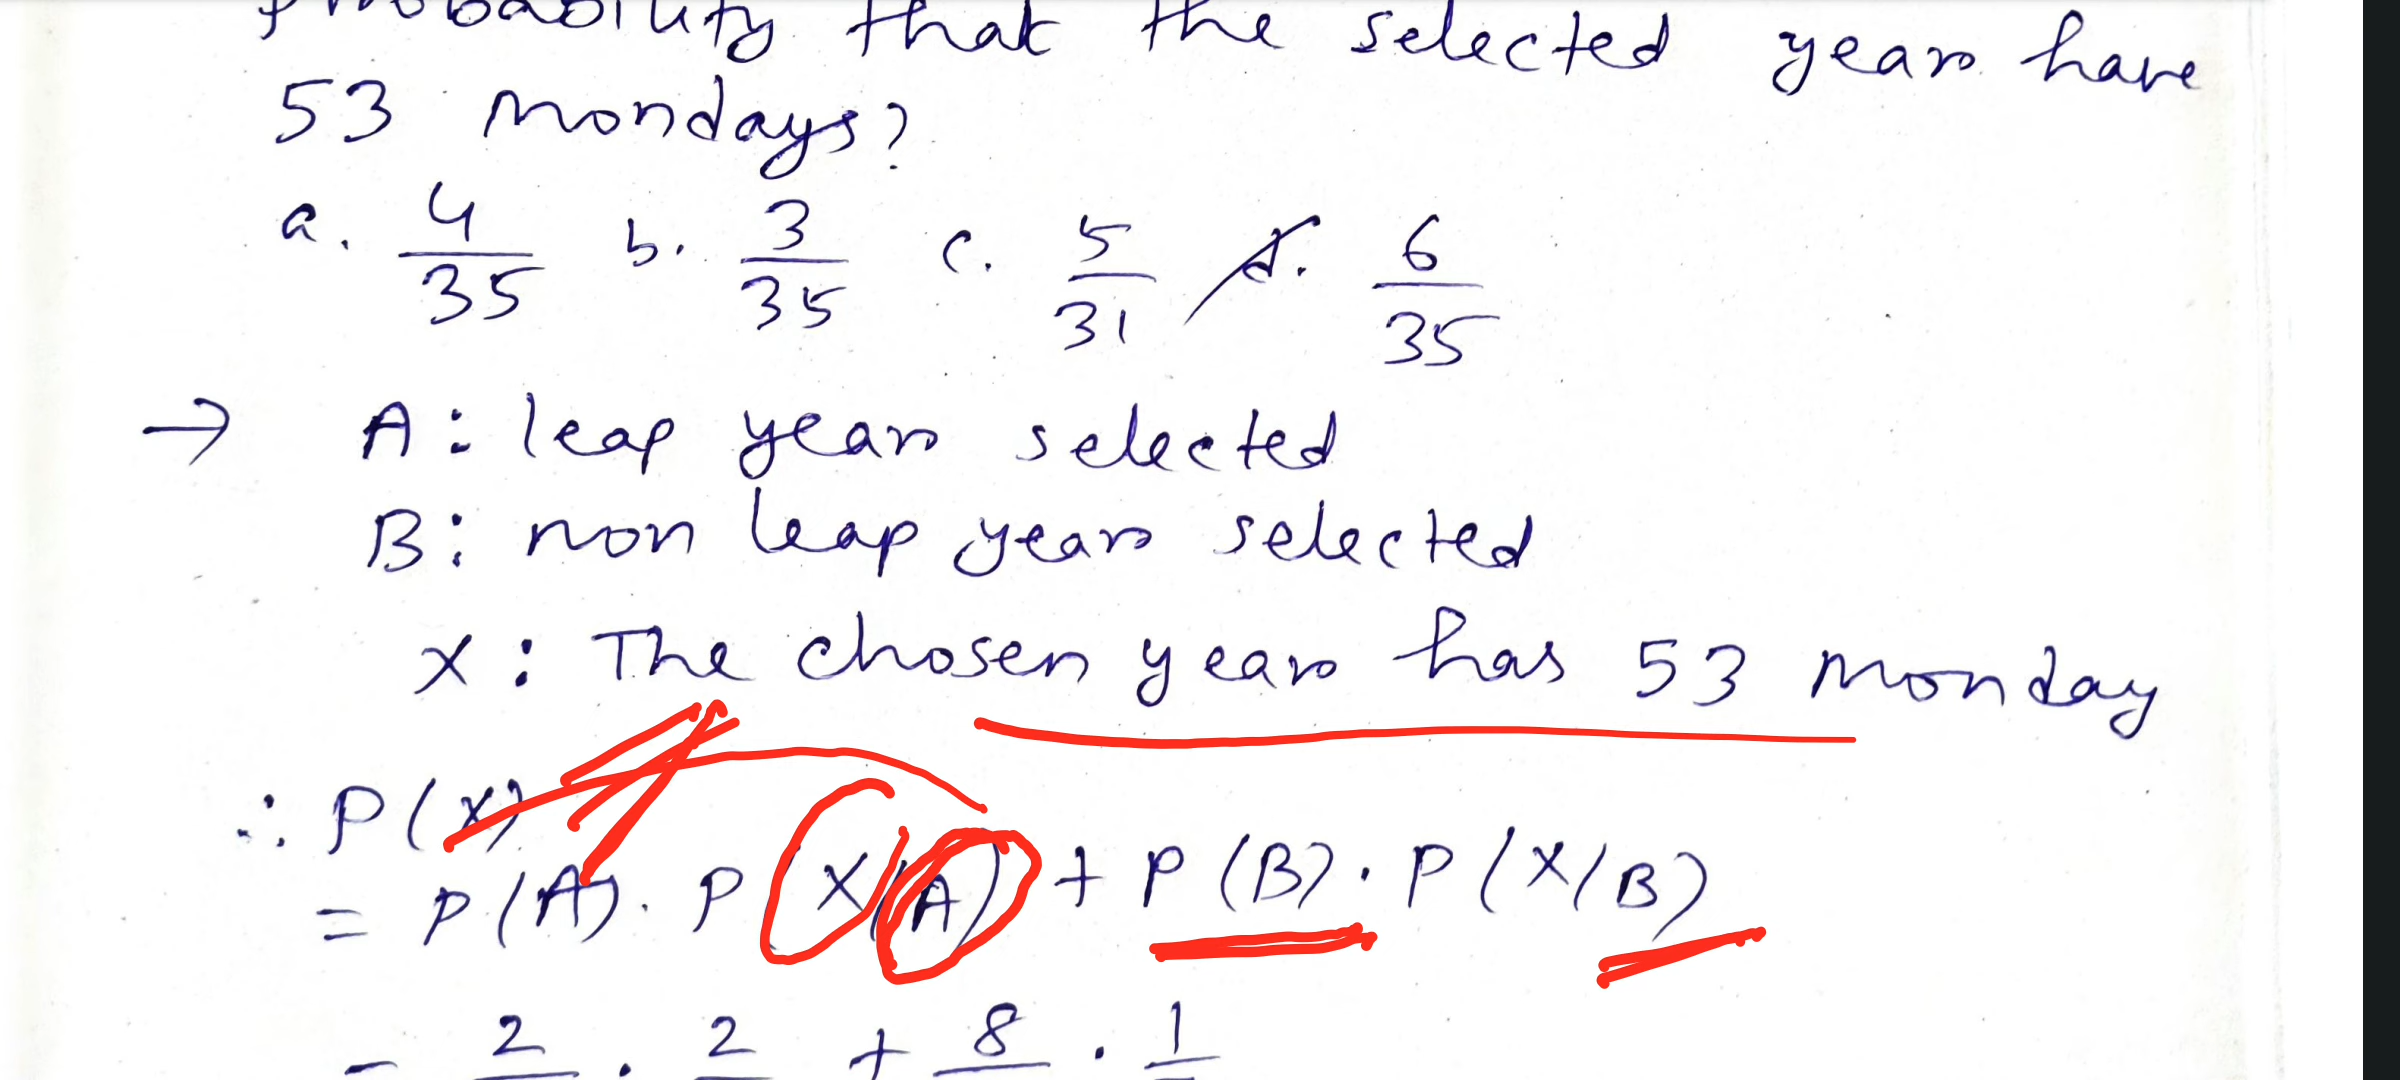 probability that the selected year have
53 Mondays?
a. 4/35 b. 3/35 c. 5/31 d. 6/35
→ A: leap year selected
B: non leap year selected
X: The chosen year has 53 Monday
∴ P(X)
= P(A). P(X/A) + P(B). P(X/B)
= 2 . 2 + 8 . 1